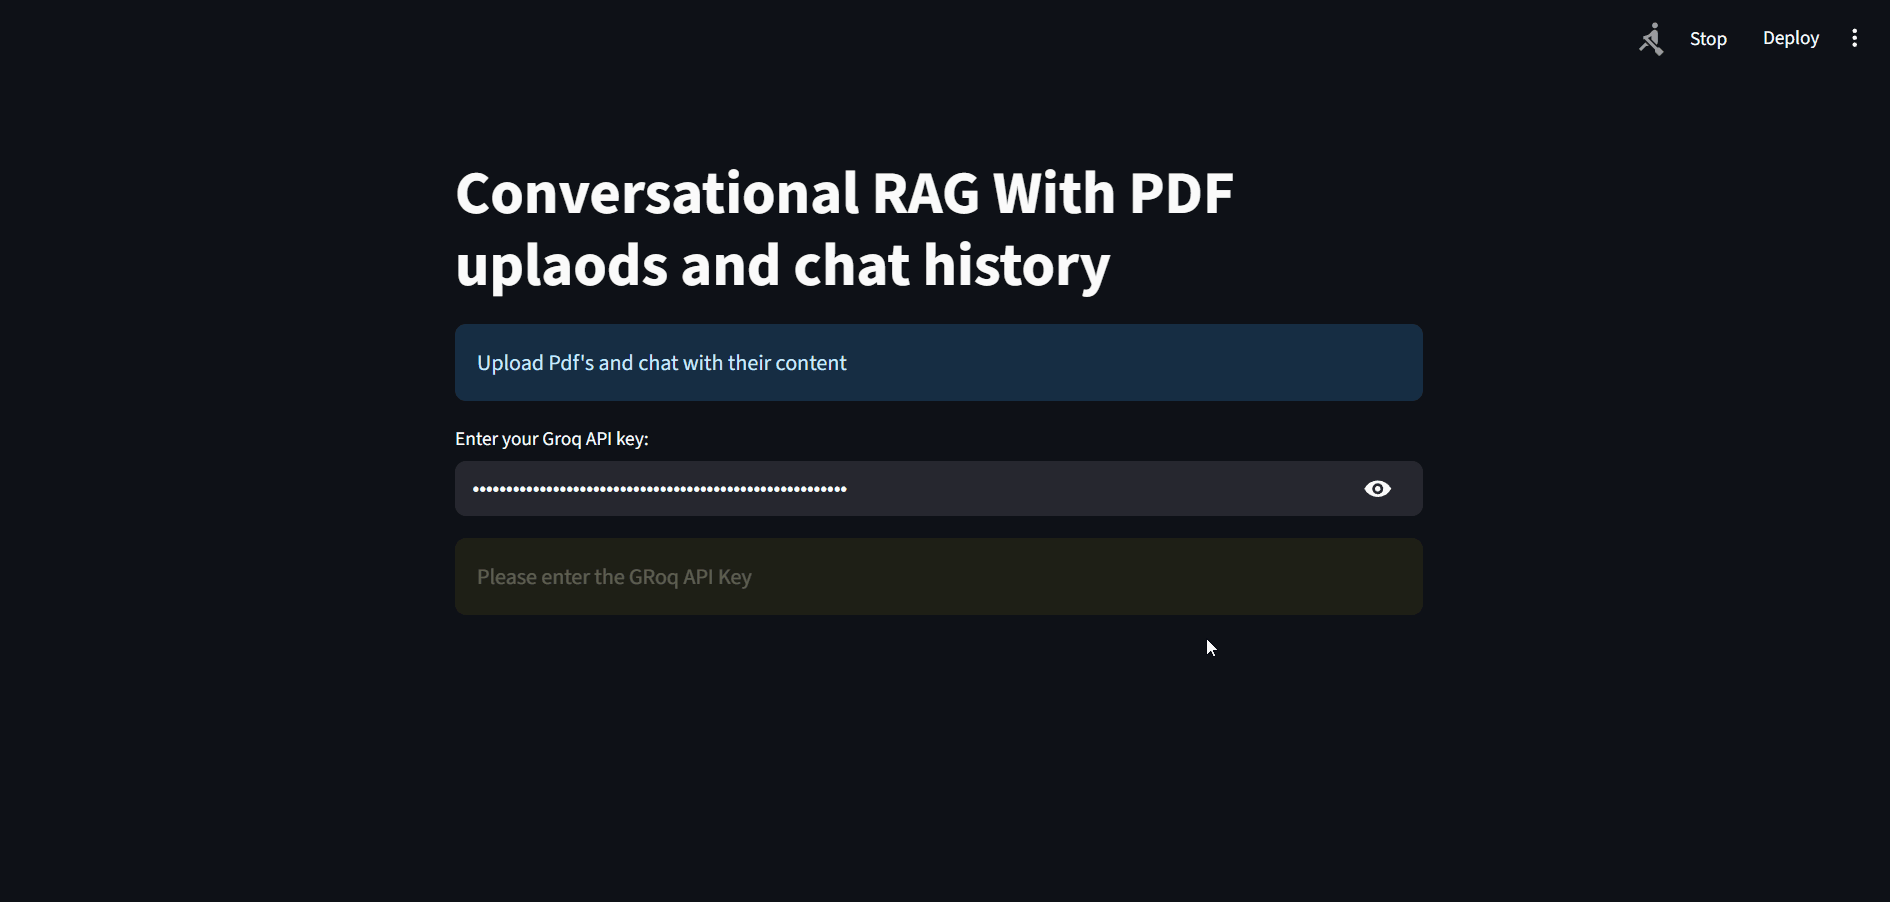 Stop Deploy
Conversational RAG With PDF
uplaods and chat history
Upload Pdf's and chat with their content
Enter your Groq API key:
••••••••••••••••••••••••••••••••••••••••••••••••••••••••
Please enter the GRoq API Key